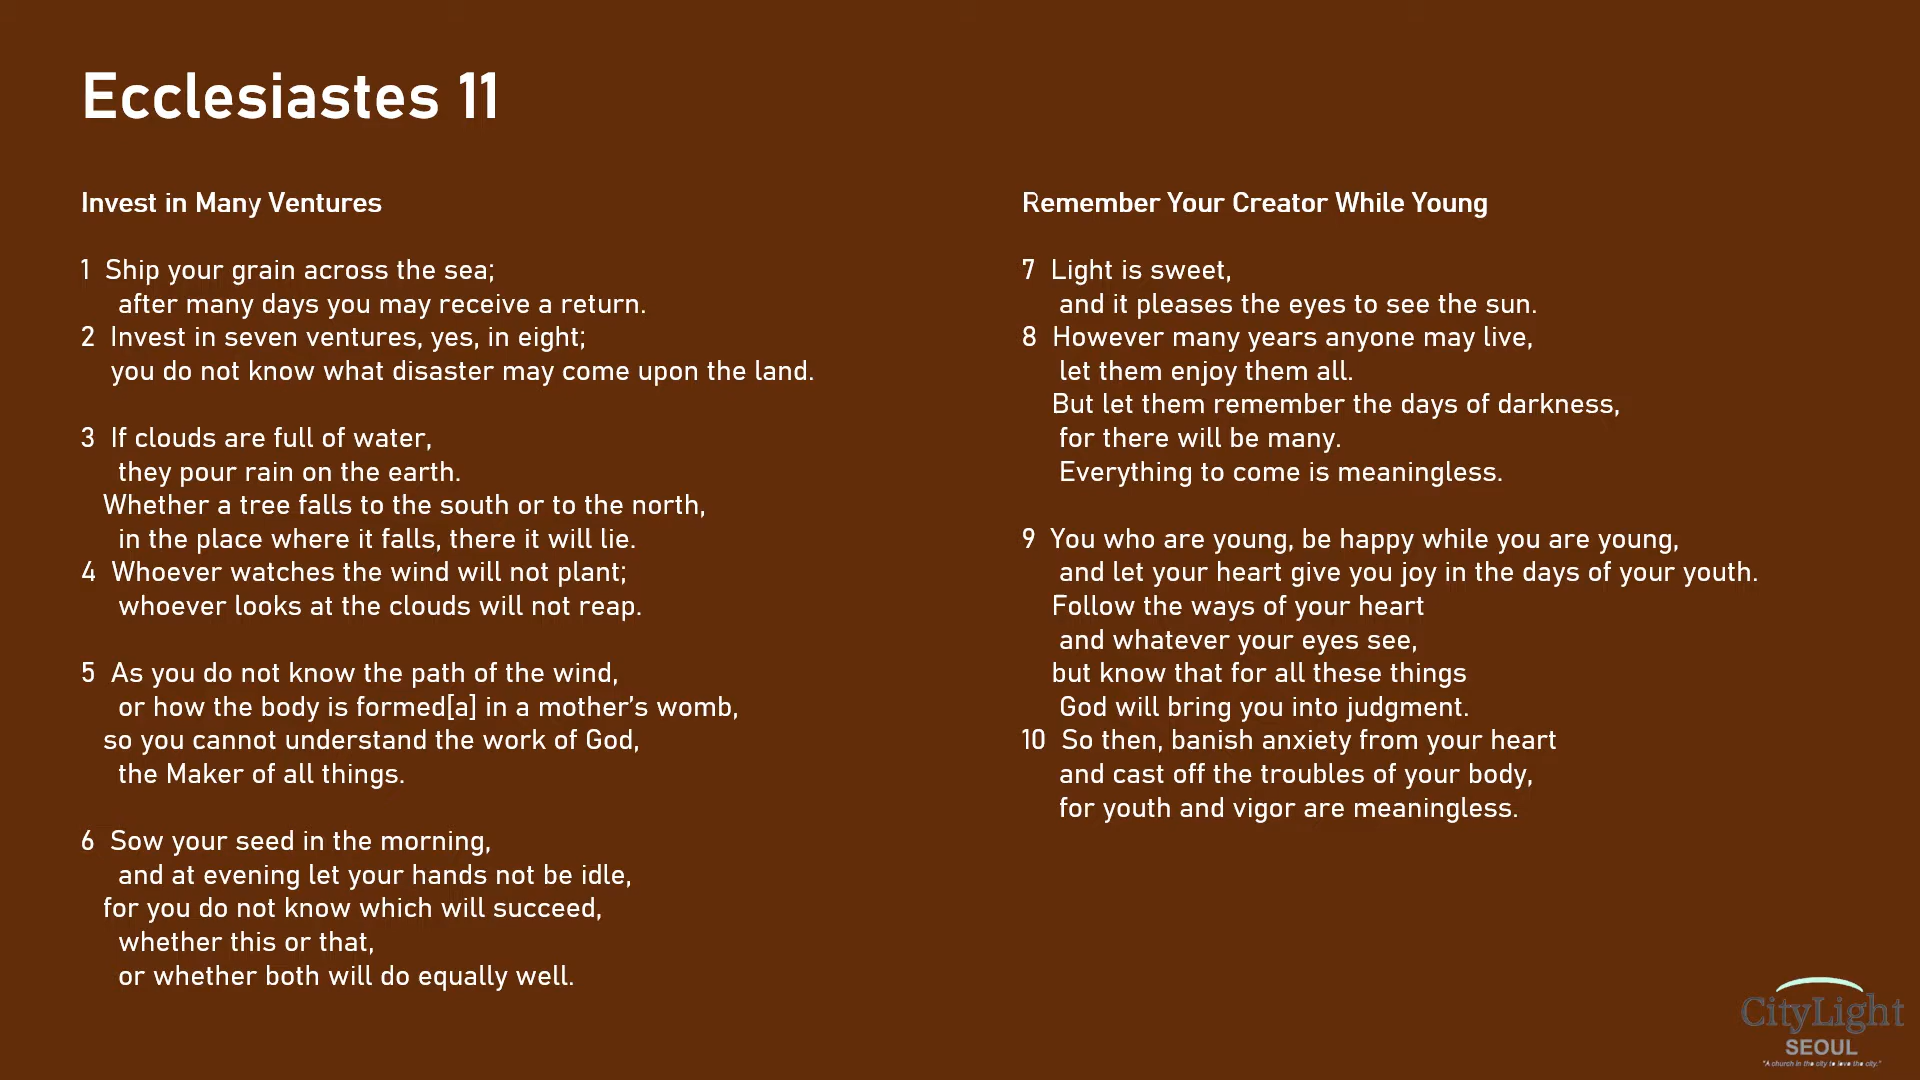 Ecclesiastes 11
Invest in Many Ventures
1 Ship your grain across the sea;
after many days you may receive a return.
2 Invest in seven ventures, yes, in eight;
you do not know what disaster may come upon the land.
3 If clouds are full of water,
they pour rain on the earth.
Whether a tree falls to the south or to the north,
in the place where it falls, there it will lie.
4 Whoever watches the wind will not plant;
whoever looks at the clouds will not reap.
5 As you do not know the path of the wind,
or how the body is formed[a] in a mother’s womb,
so you cannot understand the work of God,
the Maker of all things.
6 Sow your seed in the morning,
and at evening let your hands not be idle,
for you do not know which will succeed,
whether this or that,
or whether both will do equally well.
Remember Your Creator While Young
7 Light is sweet,
and it pleases the eyes to see the sun.
8 However many years anyone may live,
let them enjoy them all.
But let them remember the days of darkness,
for there will be many.
Everything to come is meaningless.
9 You who are young, be happy while you are young,
and let your heart give you joy in the days of your youth.
Follow the ways of your heart
and whatever your eyes see,
but know that for all these things
God will bring you into judgment.
10 So then, banish anxiety from your heart
and cast off the troubles of your body,
for youth and vigor are meaningless.
CityLight
SEOUL
"A church in the city to love the city."